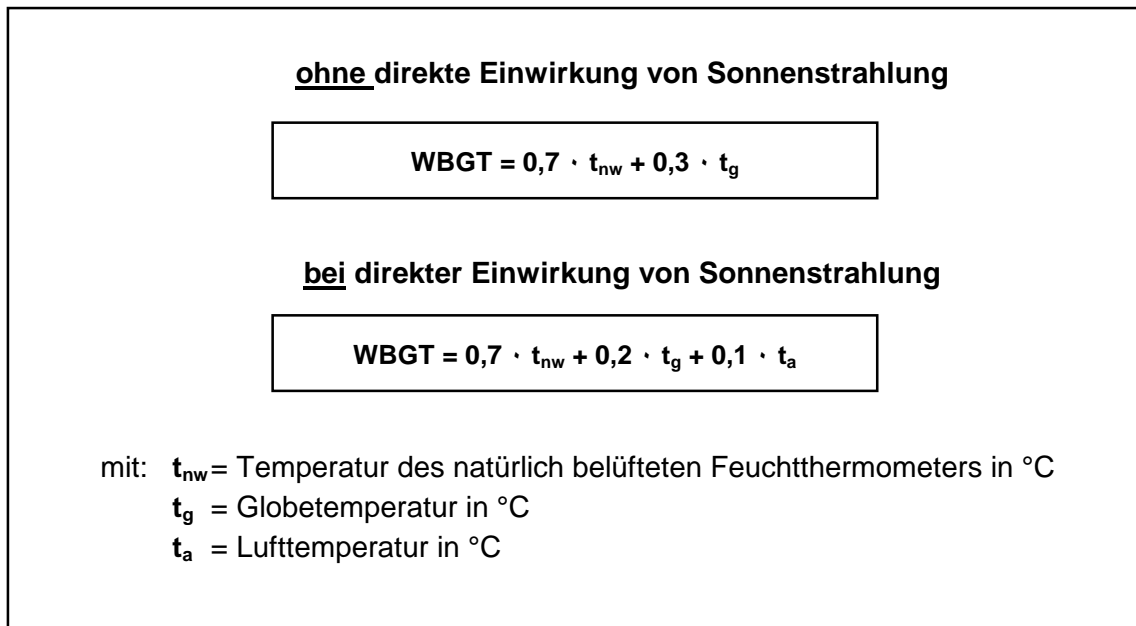 ohne direkte Einwirkung von Sonnenstrahlung
WBGT = 0,7 · tnw + 0,3 · tg
bei direkter Einwirkung von Sonnenstrahlung
WBGT = 0,7 · tnw + 0,2 · tg + 0,1 · ta
mit: tnw = Temperatur des natürlich belüfteten Feuchtthermometers in °C
tg = Globetemperatur in °C
ta = Lufttemperatur in °C